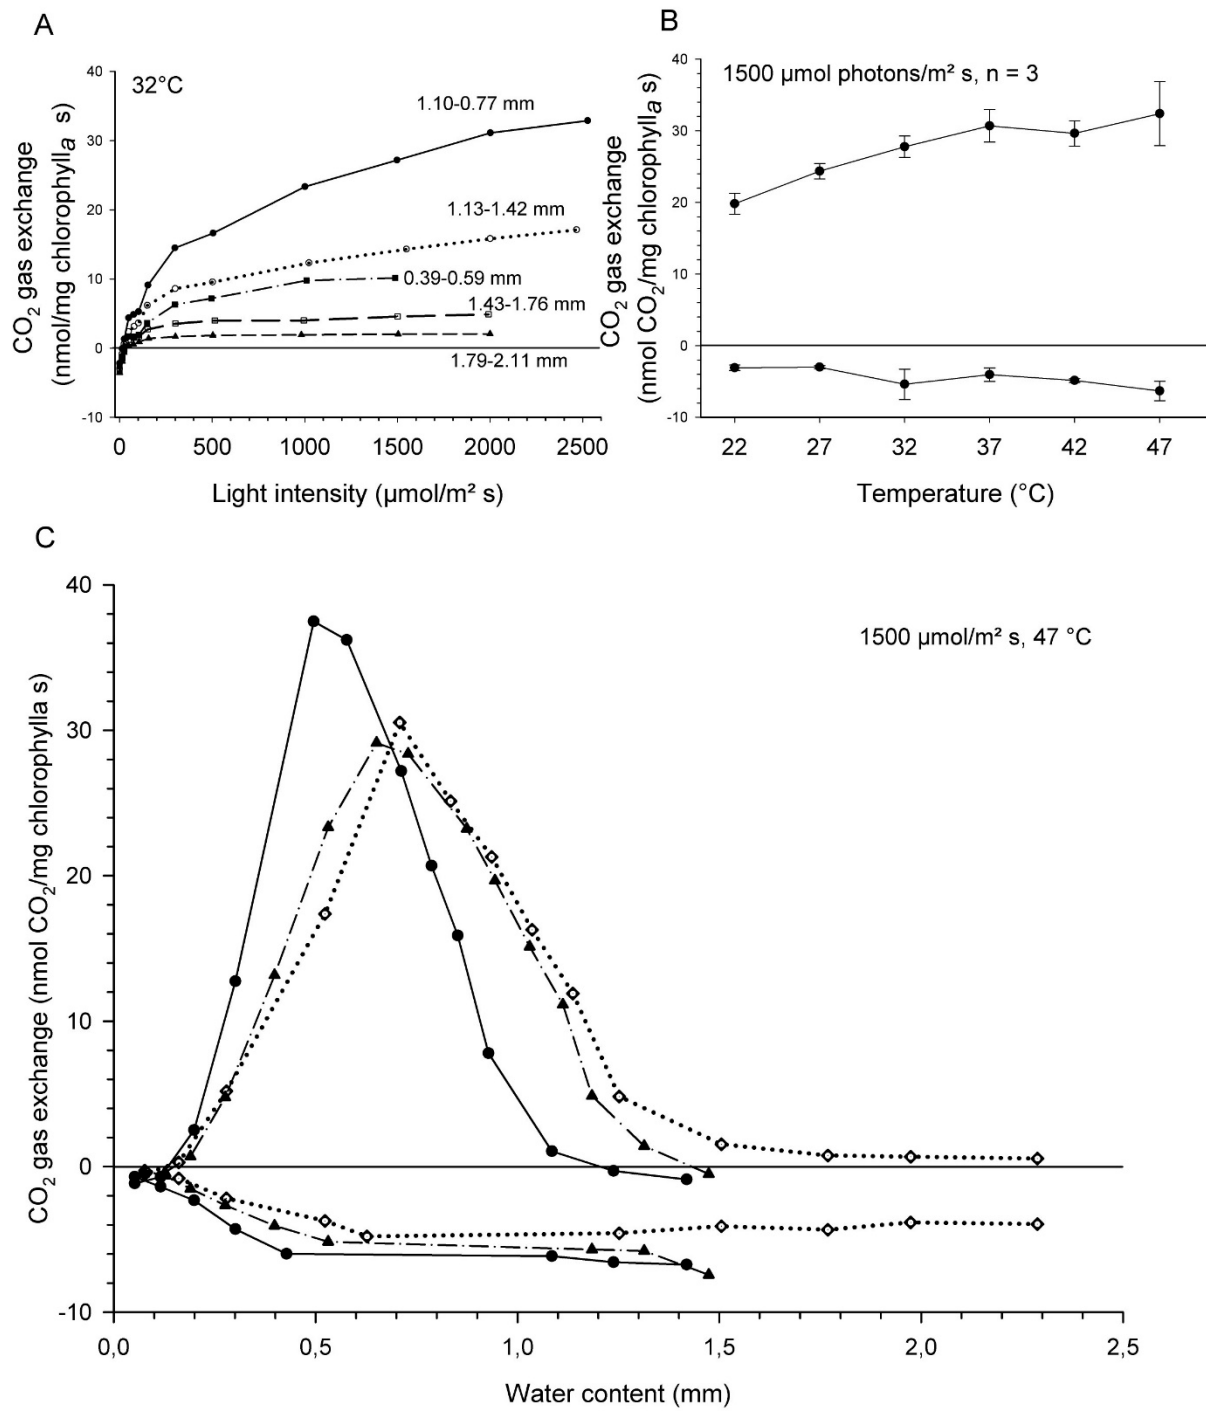 A
32°C
40
30
20
10
0
-10
CO₂ gas exchange
(nmol/mg chlorophylla s)
1.10-0.77 mm
1.13-1.42 mm
0.39-0.59 mm
1.43-1.76 mm
1.79-2.11 mm
0 500 1000 1500 2000 2500
Light intensity (µmol/m² s)
B
1500 µmol photons/m² s, n = 3
40
30
20
10
0
-10
CO₂ gas exchange
(nmol CO₂/mg chlorophylla s)
22 27 32 37 42 47
Temperature (°C)
C
1500 µmol/m² s, 47 °C
40
30
20
10
0
-10
CO₂ gas exchange (nmol CO₂/mg chlorophylla s)
0,0 0,5 1,0 1,5 2,0 2,5
Water content (mm)